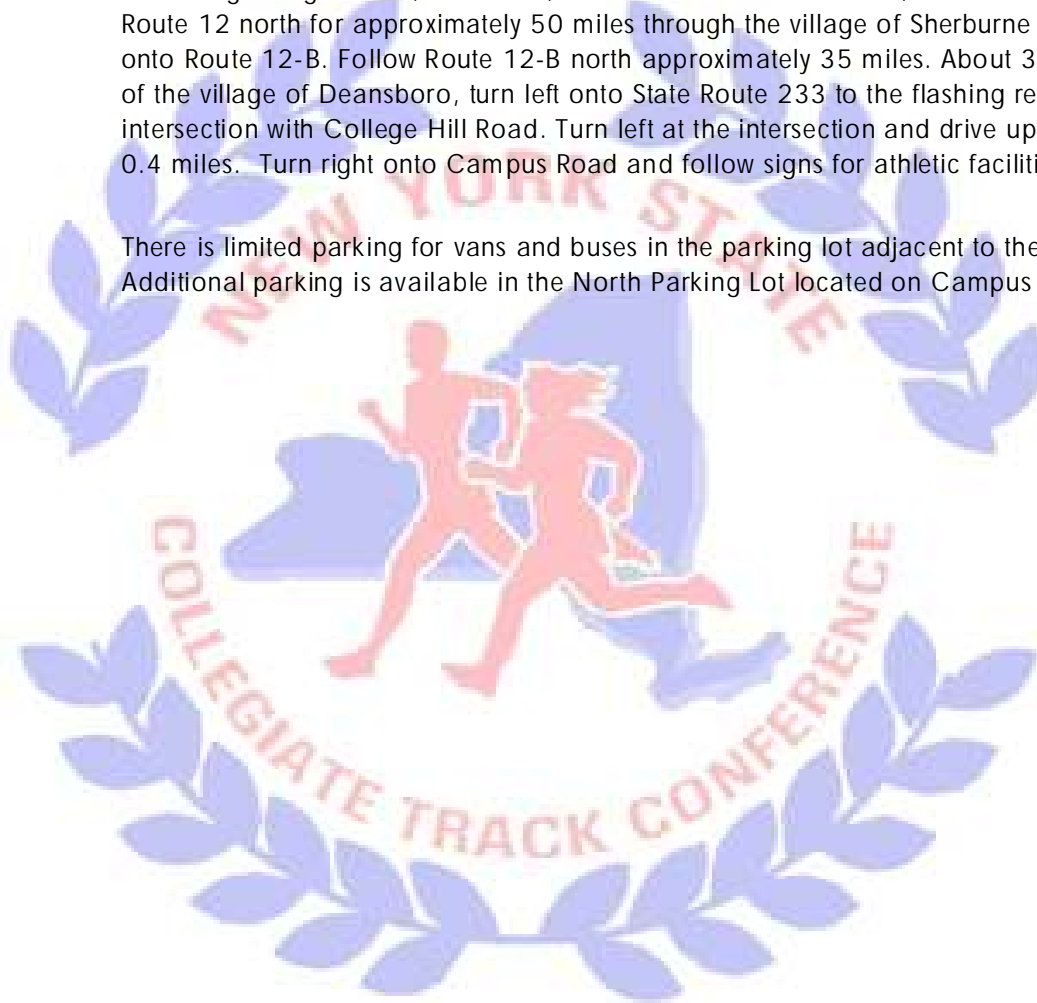 Route 12 north for approximately 50 miles through the village of Sherburne
onto Route 12-B. Follow Route 12-B north approximately 35 miles. About 3
of the village of Deansboro, turn left onto State Route 233 to the flashing re
intersection with College Hill Road. Turn left at the intersection and drive up
0.4 miles. Turn right onto Campus Road and follow signs for athletic faciliti
There is limited parking for vans and buses in the parking lot adjacent to the
Additional parking is available in the North Parking Lot located on Campus
NEW YORK STATE
COLLEGIATE TRACK CONFERENCE